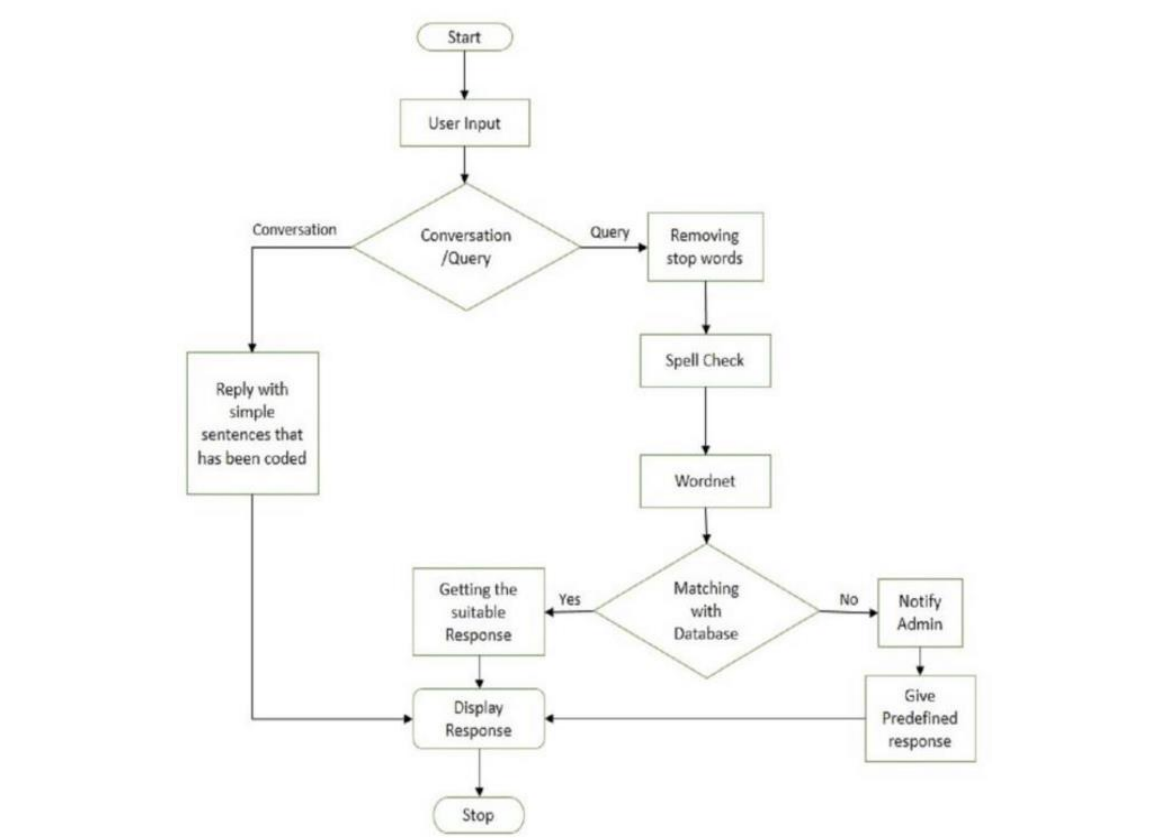 Start
User Input
Conversation
/Query
Conversation
Query
Removing
stop words
Spell Check
Reply with
simple
sentences that
has been coded
Wordnet
Matching
with
Database
Yes
No
Getting the
suitable
Response
Notify
Admin
Give
Predefined
response
Display
Response
Stop